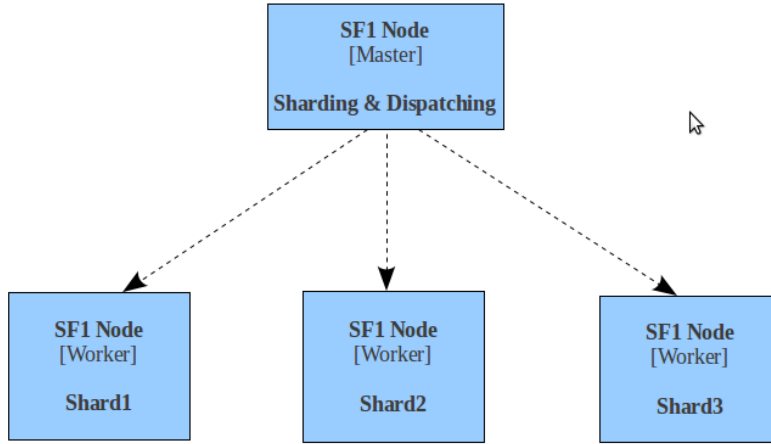 SF1 Node
[Master]
Sharding & Dispatching
SF1 Node
[Worker]
Shard1
SF1 Node
[Worker]
Shard2
SF1 Node
[Worker]
Shard3